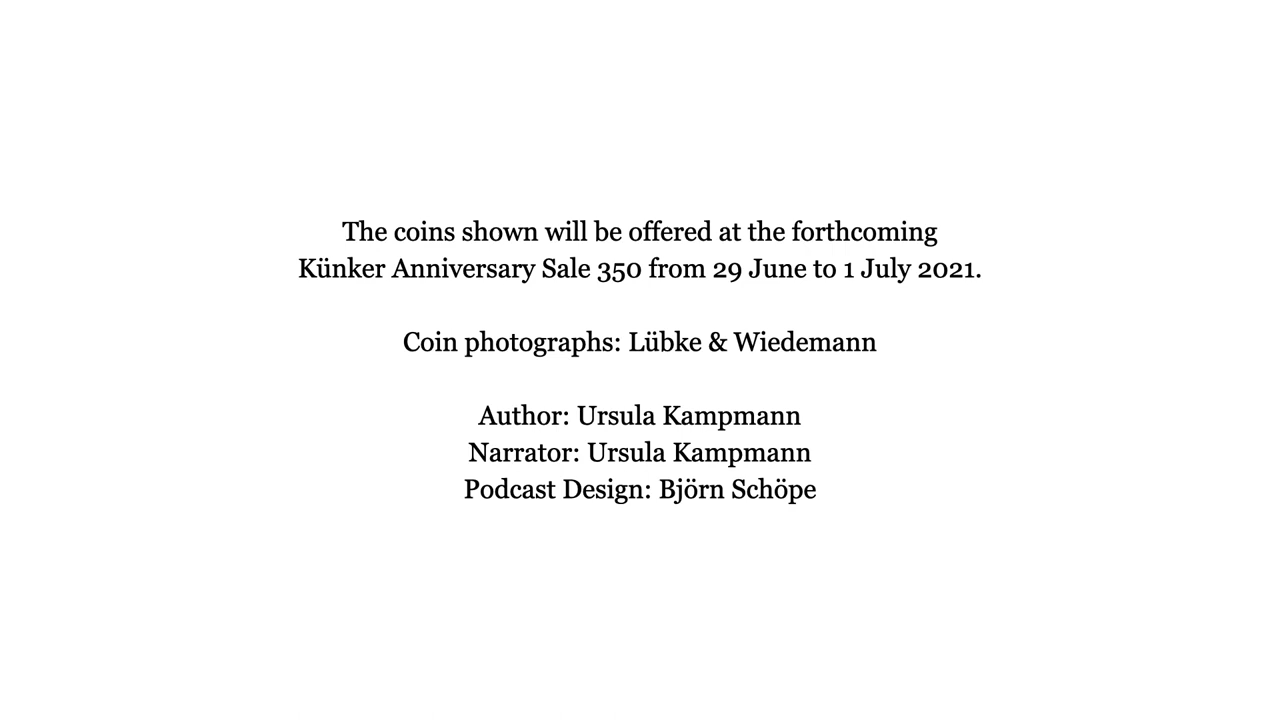 The coins shown will be offered at the forthcoming
Künker Anniversary Sale 350 from 29 June to 1 July 2021.
Coin photographs: Lübke & Wiedemann
Author: Ursula Kampmann
Narrator: Ursula Kampmann
Podcast Design: Björn Schöpe